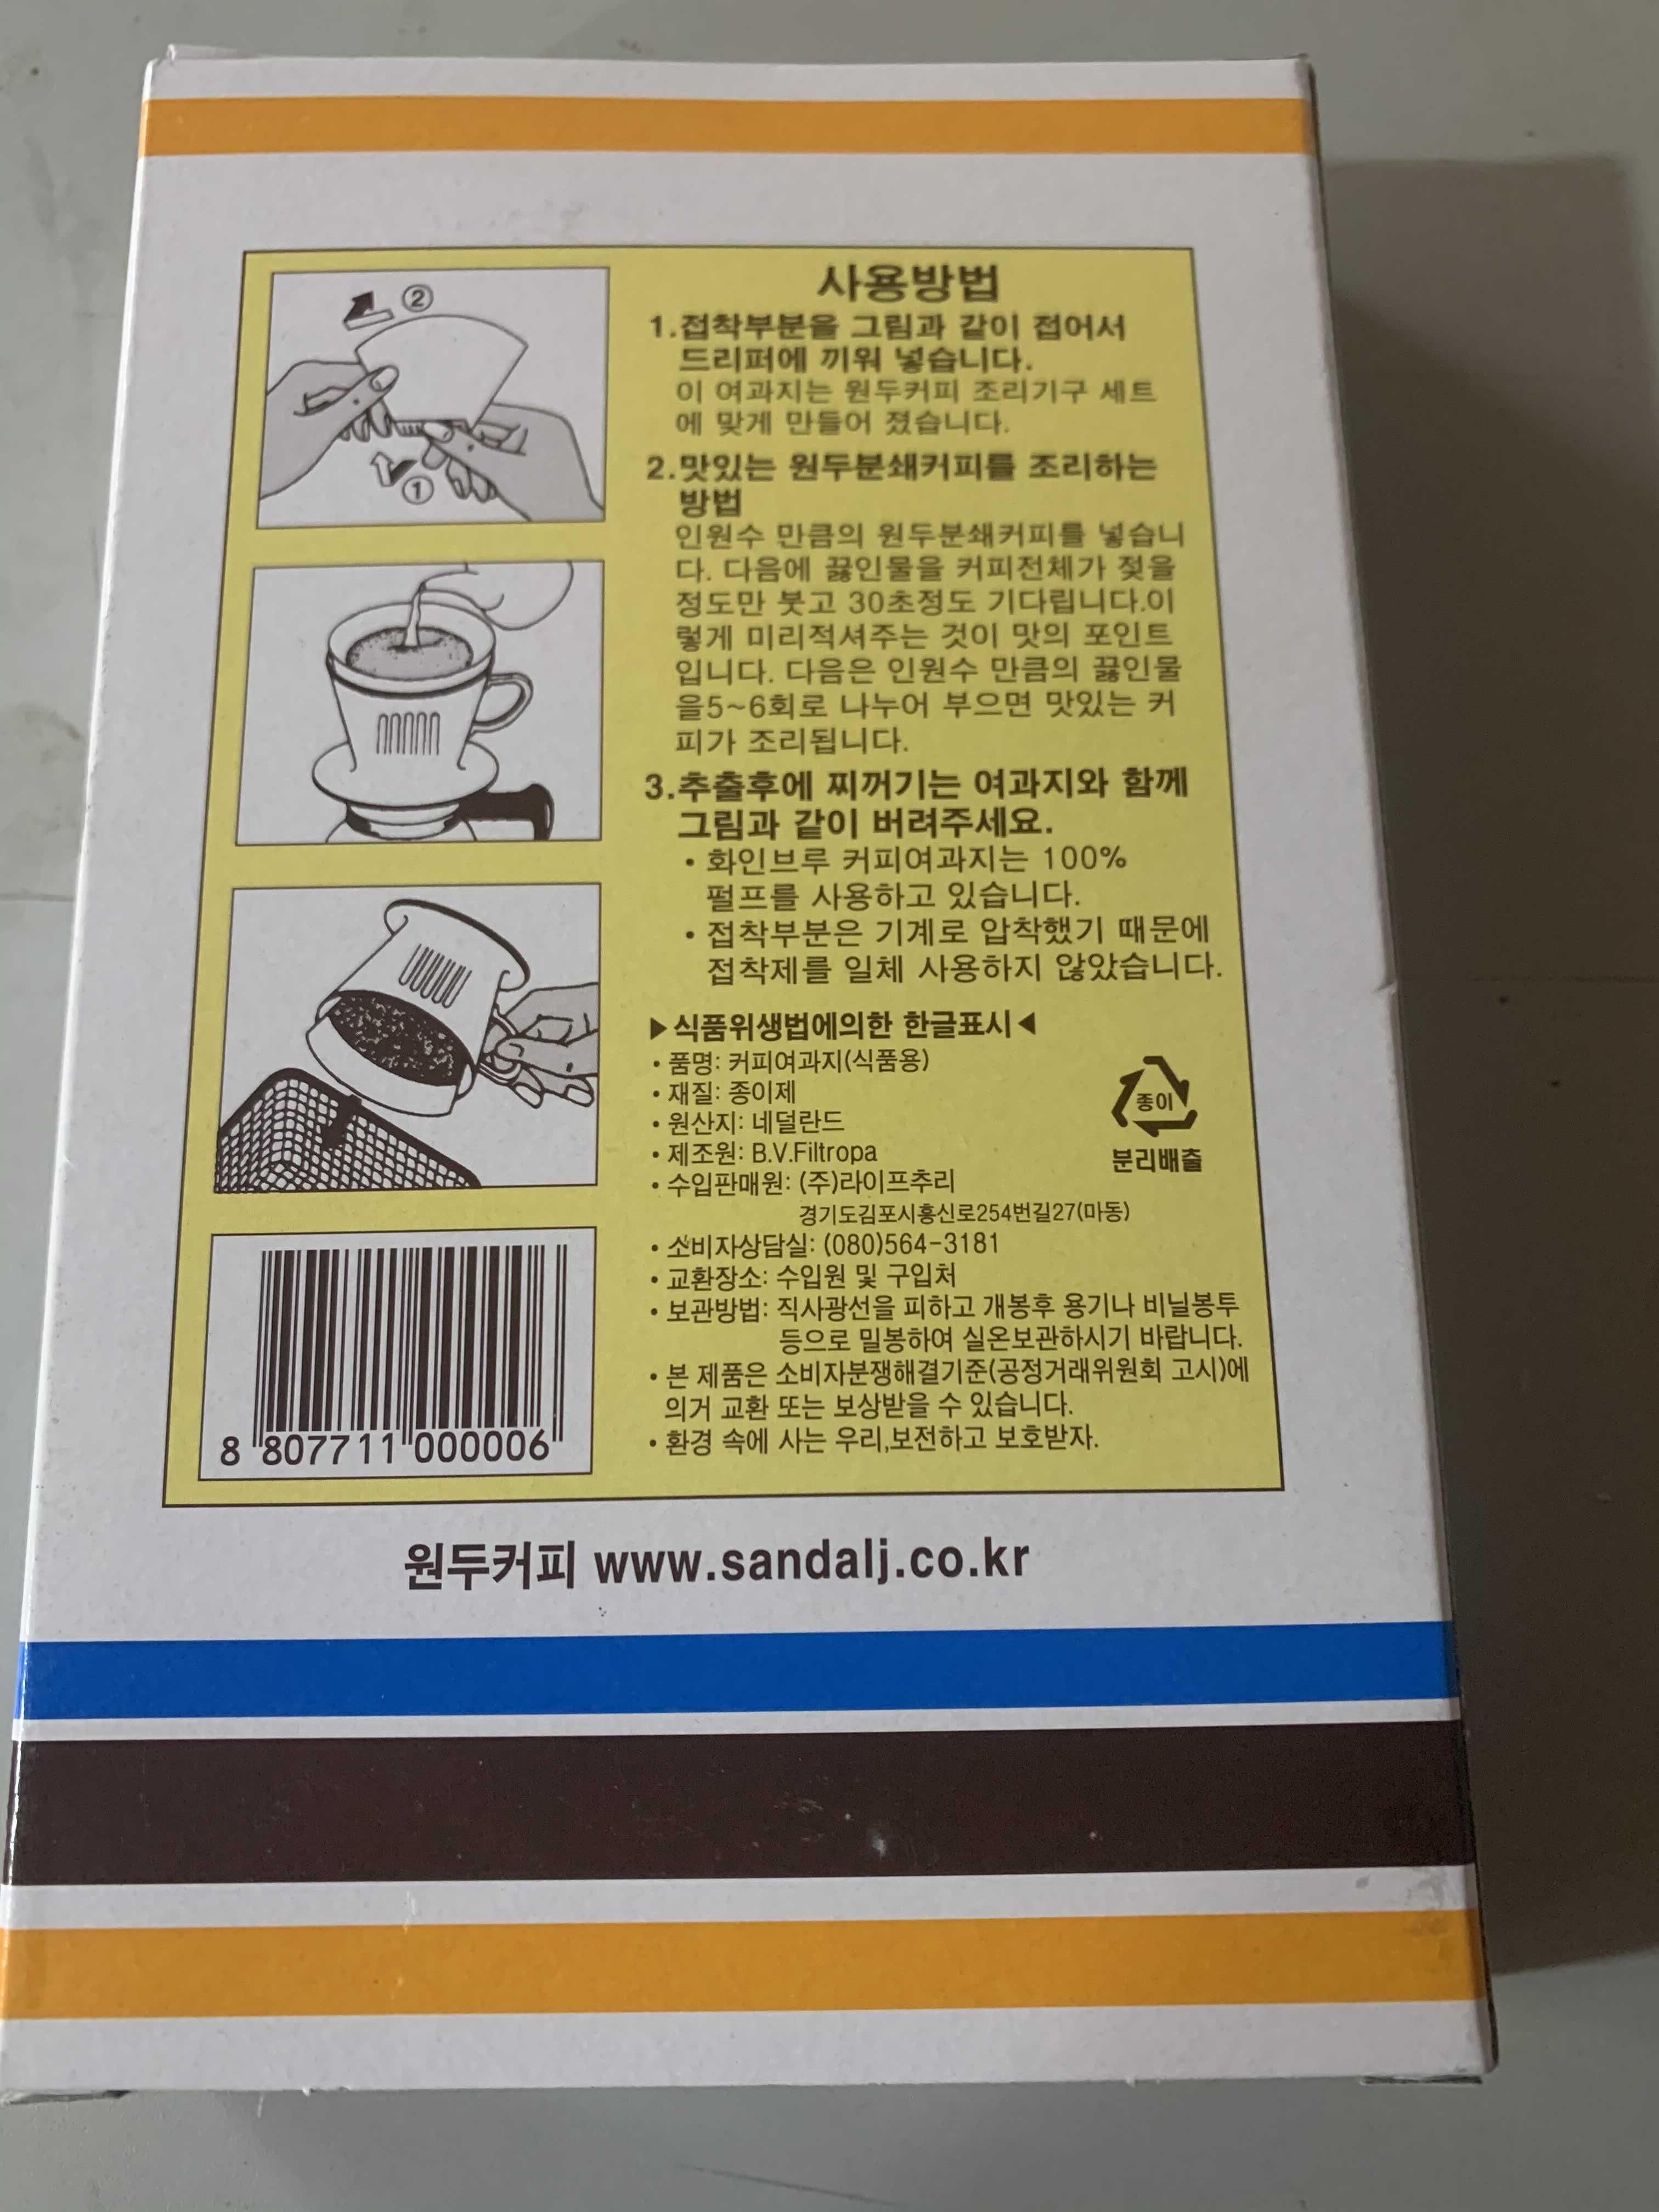 ②
①
사용방법
1.접착부분을 그림과 같이 접어서
드리퍼에 끼워 넣습니다.
이 여과지는 원두커피 조리기구 세트
에 맞게 만들어 졌습니다.
2.맛있는 원두분쇄커피를 조리하는
방법
인원수 만큼의 원두분쇄커피를 넣습니
다. 다음에 끓인물을 커피전체가 젖을
정도만 붓고 30초정도 기다립니다.이
렇게 미리적셔주는 것이 맛의 포인트
입니다. 다음은 인원수 만큼의 끓인물
을5~6회로 나누어 부으면 맛있는 커
피가 조리됩니다.
3.추출후에 찌꺼기는 여과지와 함께
그림과 같이 버려주세요.
• 화인브루 커피여과지는 100%
펄프를 사용하고 있습니다.
• 접착부분은 기계로 압착했기 때문에
접착제를 일체 사용하지 않았습니다.
▶식품위생법에의한 한글표시◀
• 품명: 커피여과지(식품용)
• 재질: 종이제
• 원산지: 네덜란드
• 제조원: B.V.Filtropa
• 수입판매원: (주)라이프추리
경기도김포시흥신로254번길27(마동)
• 소비자상담실: (080)564-3181
• 교환장소: 수입원 및 구입처
• 보관방법: 직사광선을 피하고 개봉후 용기나 비닐봉투
등으로 밀봉하여 실온보관하시기 바랍니다.
• 본 제품은 소비자분쟁해결기준(공정거래위원회 고시)에
의거 교환 또는 보상받을 수 있습니다.
• 환경 속에 사는 우리,보전하고 보호받자.
종이
분리배출
8 807711 000006
원두커피 www.sandalj.co.kr